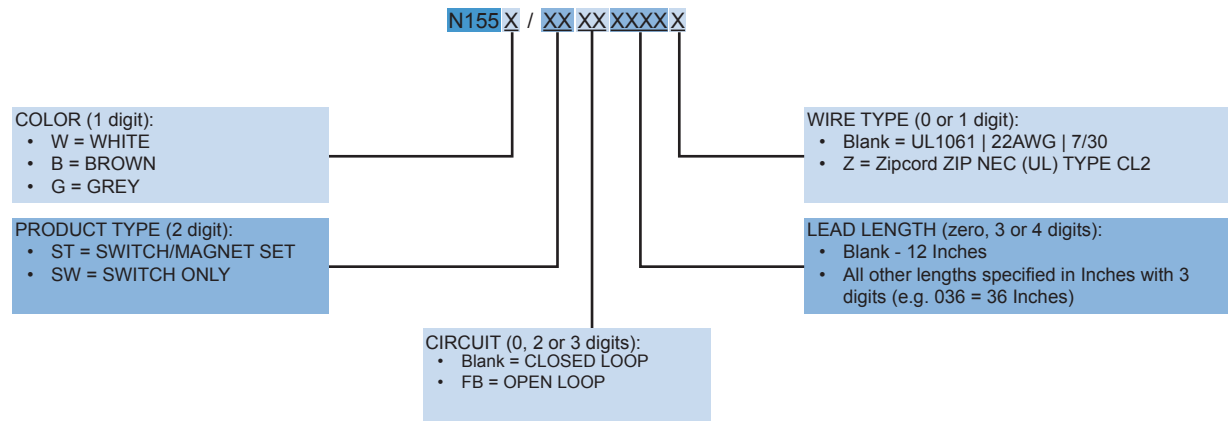 N155 X / XX XX XXXX X
COLOR (1 digit):
• W = WHITE
• B = BROWN
• G = GREY
WIRE TYPE (0 or 1 digit):
• Blank = UL1061 | 22AWG | 7/30
• Z = Zipcord ZIP NEC (UL) TYPE CL2
PRODUCT TYPE (2 digit):
• ST = SWITCH/MAGNET SET
• SW = SWITCH ONLY
LEAD LENGTH (zero, 3 or 4 digits):
• Blank - 12 Inches
• All other lengths specified in Inches with 3
digits (e.g. 036 = 36 Inches)
CIRCUIT (0, 2 or 3 digits):
• Blank = CLOSED LOOP
• FB = OPEN LOOP